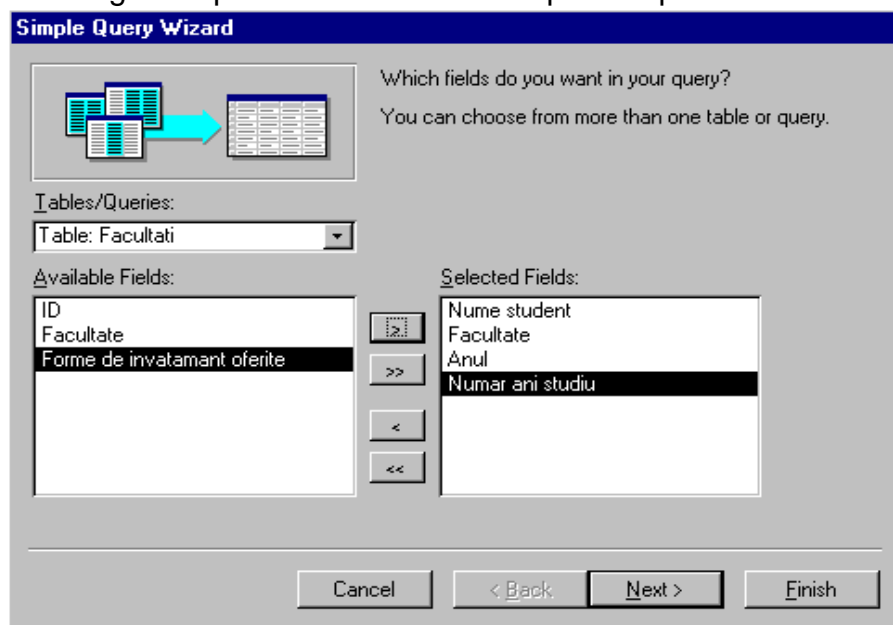 Simple Query Wizard
Which fields do you want in your query?
You can choose from more than one table or query.
Tables/Queries:
Table: Facultati
Available Fields:
ID
Facultate
Forme de invatamant oferite
>
>>
<
<<
Selected Fields:
Nume student
Facultate
Anul
Numar ani studiu
Cancel
< Back
Next >
Finish